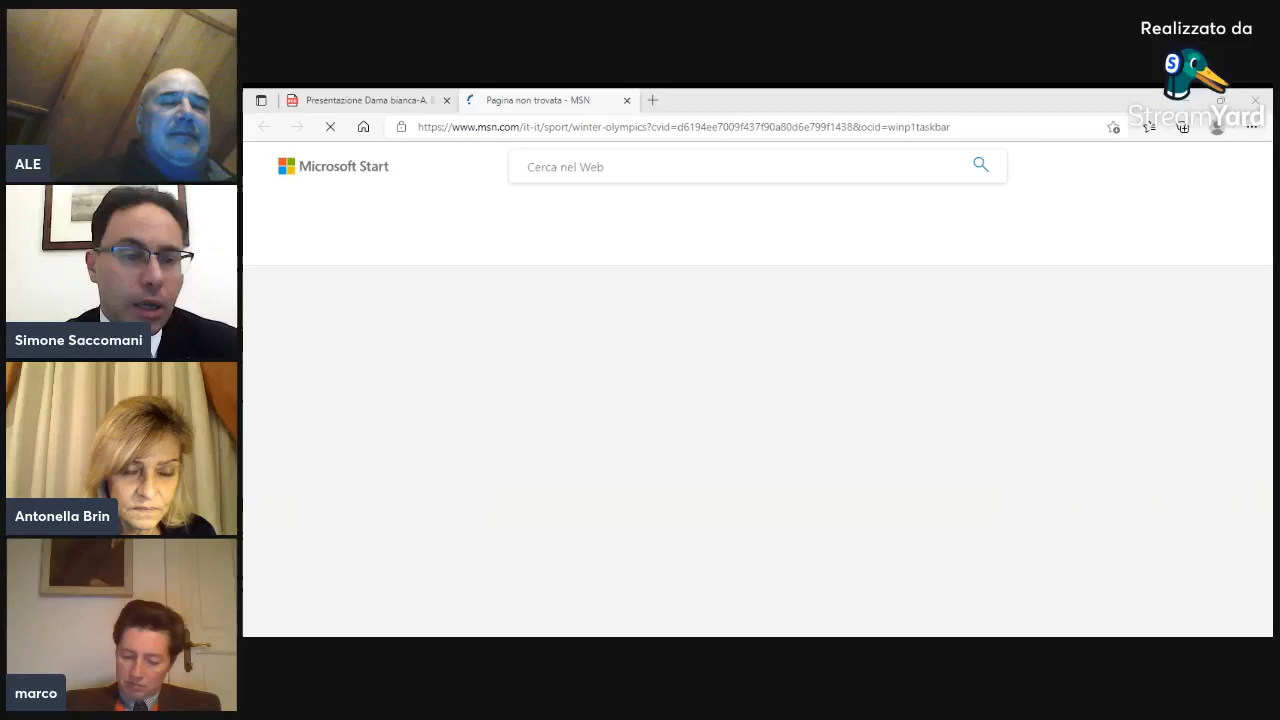 ALE
Simone Saccomani
Antonella Brin
marco
Realizzato da
StreamYard
Presentazione Dama bianca-A.
Pagina non trovata - MSN
https://www.msn.com/it-it/sport/winter-olympics?cvid=d6194ee7009f437f90a80d6e799f1438&ocid=winp1taskbar
Microsoft Start
Cerca nel Web